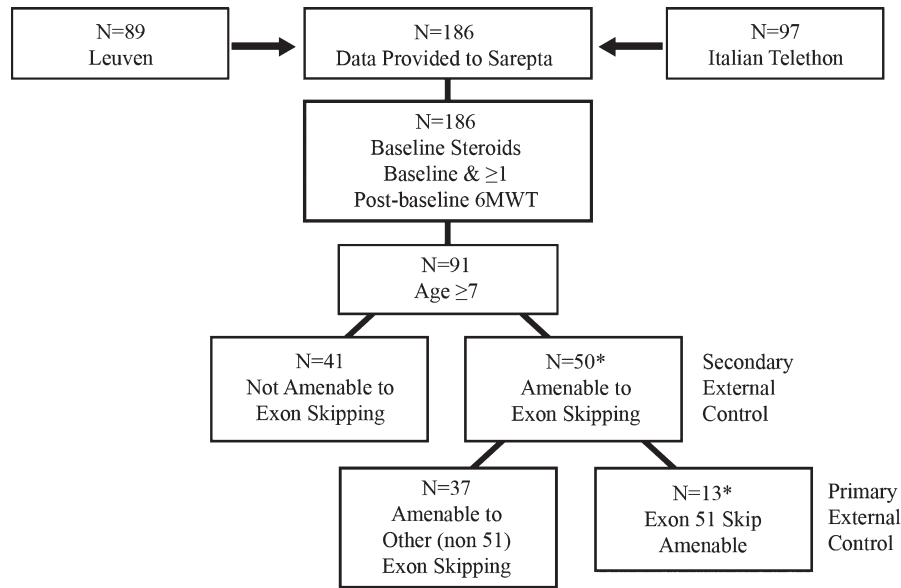 N=89
Leuven
N=186
Data Provided to Sarepta
N=97
Italian Telethon
N=186
Baseline Steroids
Baseline & ≥1
Post-baseline 6MWT
N=91
Age ≥7
N=41
Not Amenable to
Exon Skipping
N=50*
Amenable to
Exon Skipping
Secondary
External
Control
N=37
Amenable to
Other (non 51)
Exon Skipping
N=13*
Exon 51 Skip
Amenable
Primary
External
Control